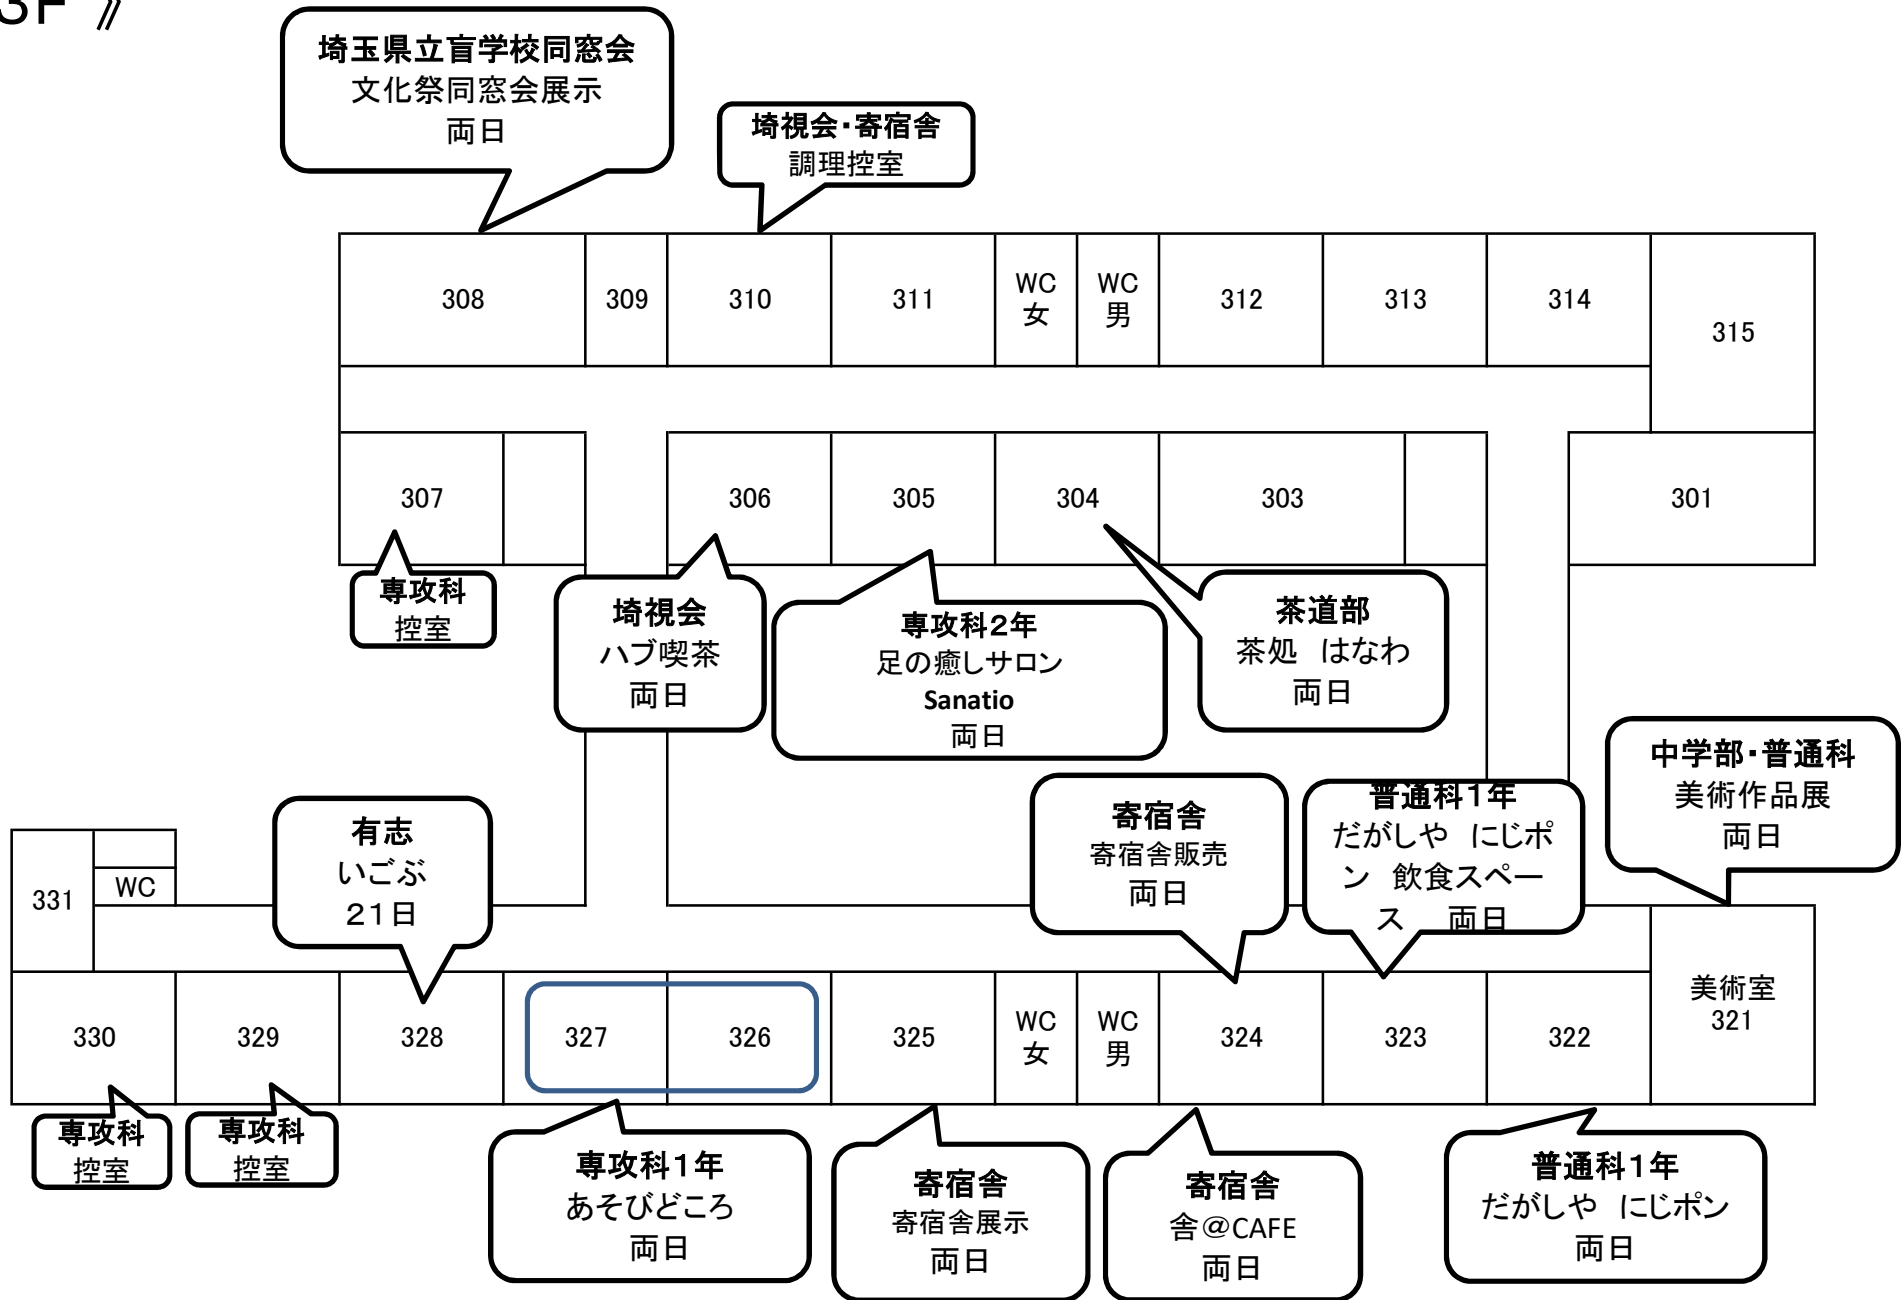 3F 》
埼玉県立盲学校同窓会
文化祭同窓会展示
両日
埼視会・寄宿舎
調理控室
308
309
310
311
WC
女
WC
男
312
313
314
315
307
306
305
304
303
301
専攻科
控室
埼視会
ハブ喫茶
両日
専攻科2年
足の癒しサロン
Sanatio
両日
茶道部
茶処　はなわ
両日
有志
いごぶ
21日
寄宿舎
寄宿舎販売
両日
普通科1年
だがしや　にじポ
ン　飲食スペー
ス　両日
中学部・普通科
美術作品展
両日
331
WC
330
329
328
327
326
325
WC
女
WC
男
324
323
322
美術室
321
専攻科
控室
専攻科
控室
専攻科1年
あそびどころ
両日
寄宿舎
寄宿舎展示
両日
寄宿舎
舎＠CAFE
両日
普通科1年
だがしや　にじポン
両日